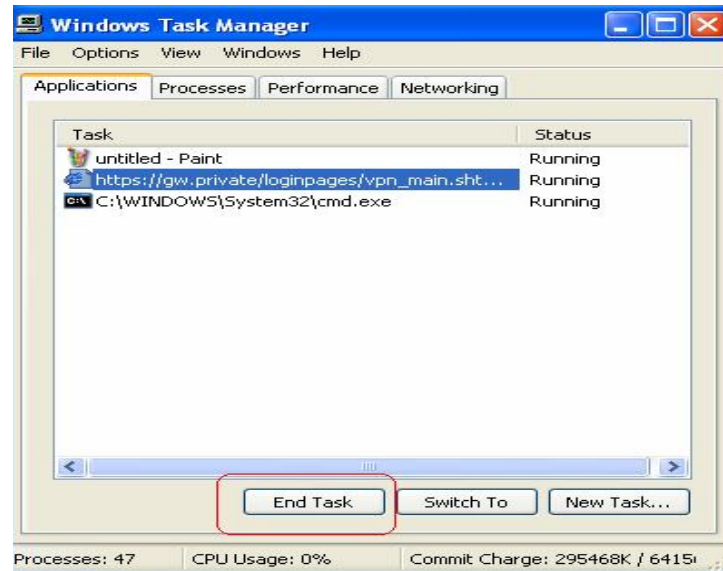 Windows Task Manager
File Options View Windows Help
Applications Processes Performance Networking
Task Status
untitled - Paint Running
https://gw.private/loginpages/vpn_main.sht... Running
C:\WINDOWS\System32\cmd.exe Running
End Task Switch To New Task...
Processes: 47 CPU Usage: 0% Commit Charge: 295468K / 6415